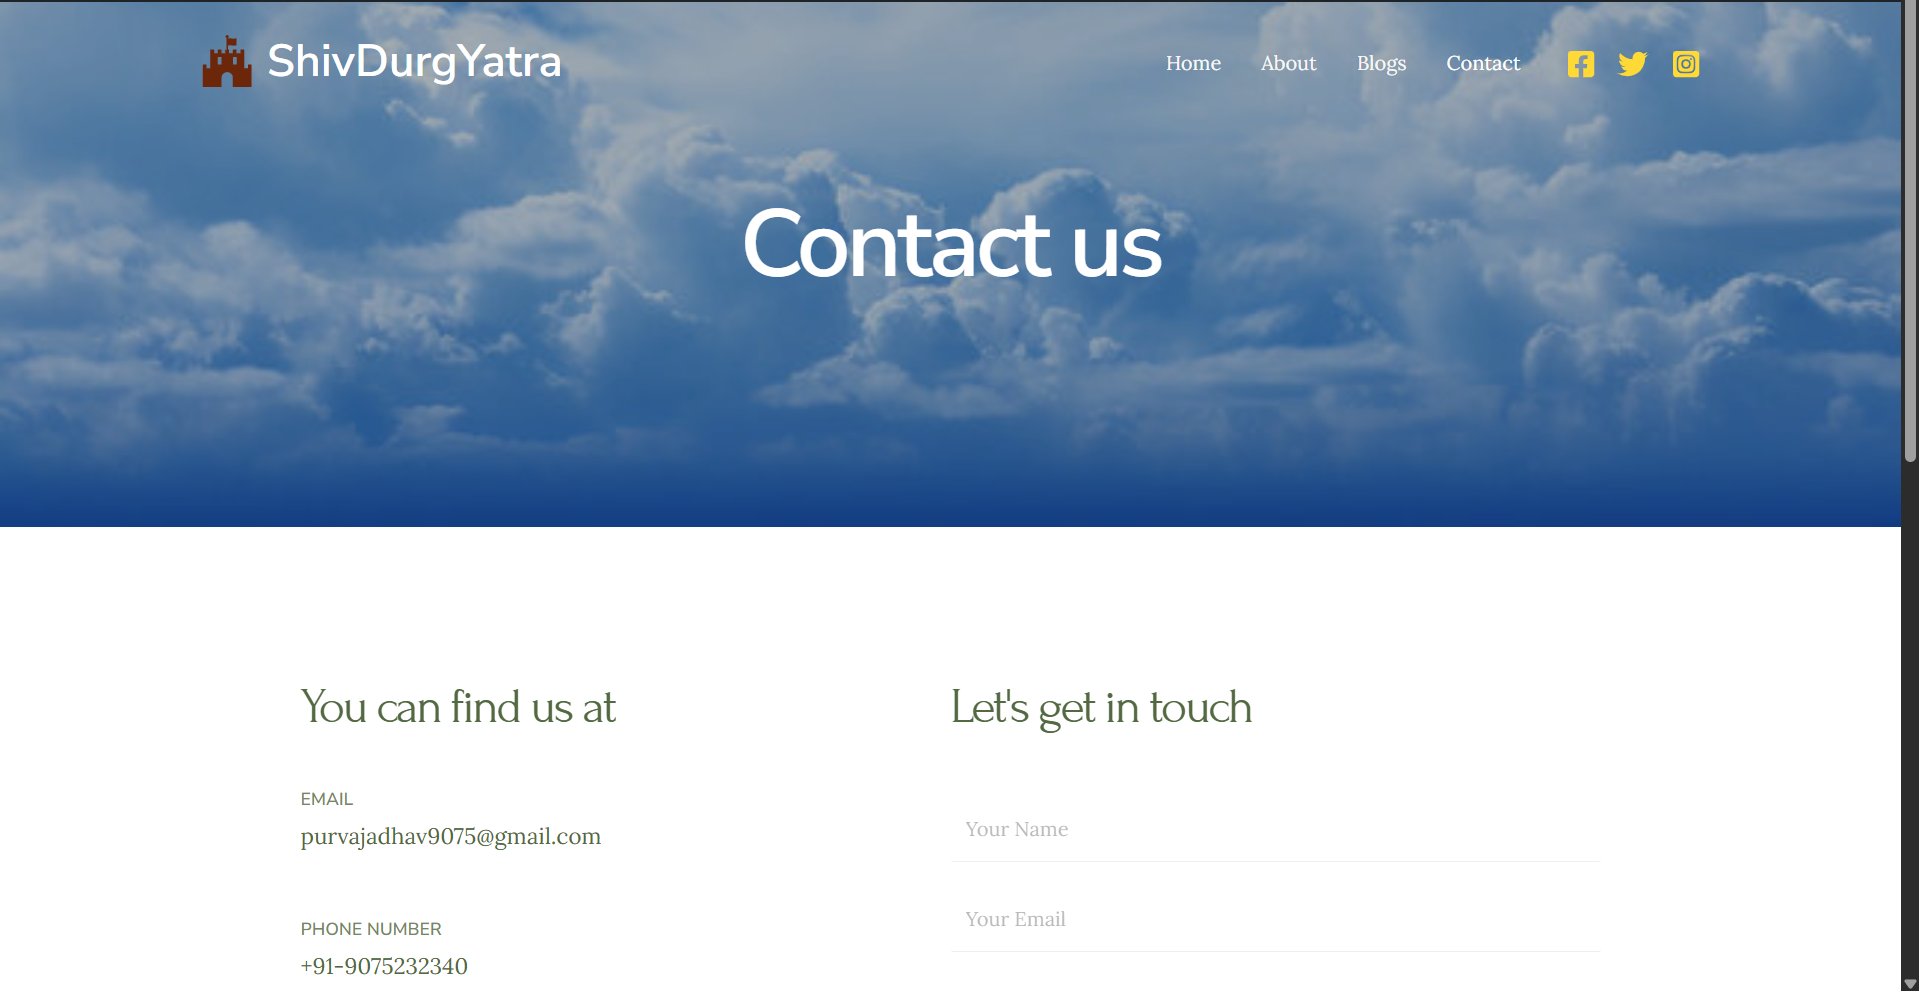 ShivDurgYatra
Home About Blogs Contact
Contact us
You can find us at
EMAIL
purvajadhav9075@gmail.com
PHONE NUMBER
+91-9075232340
Let's get in touch
Your Name
Your Email